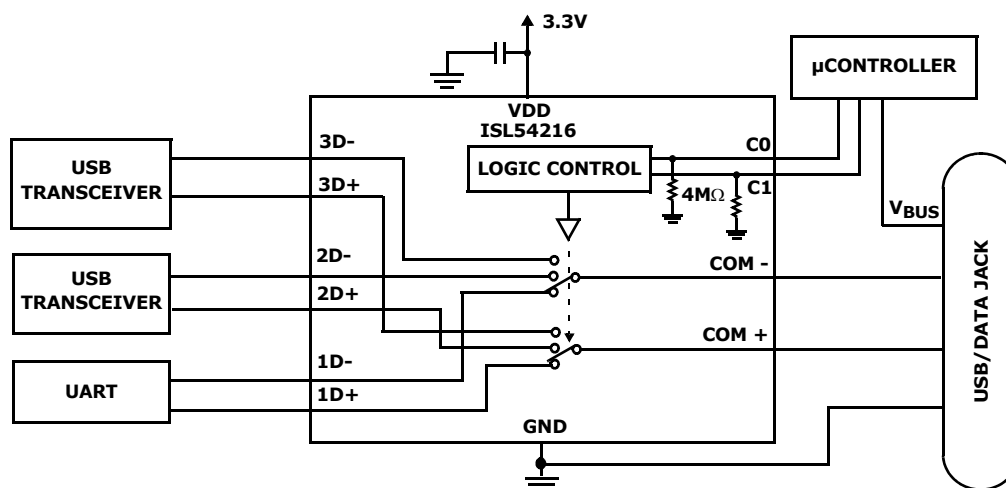 3.3V
µCONTROLLER
VDD
ISL54216
3D-
C0
USB
TRANSCEIVER
LOGIC CONTROL
3D+
4MΩ
C1
VBUS
2D-
COM -
USB
TRANSCEIVER
2D+
COM +
USB/DATA JACK
1D-
UART
1D+
GND